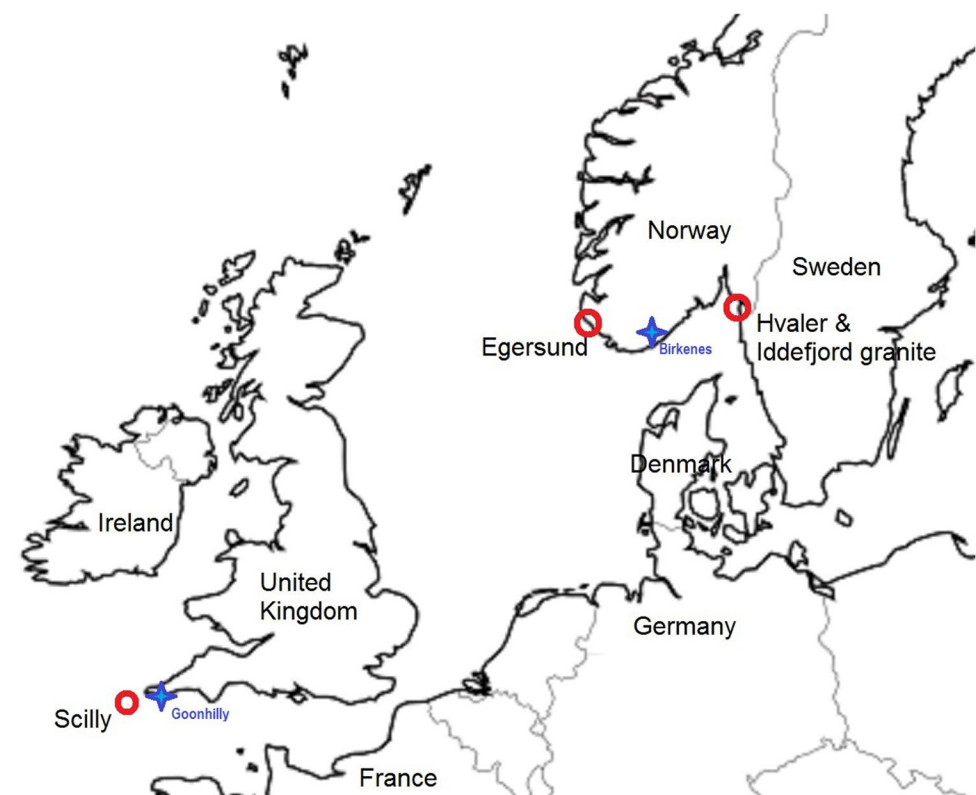 Norway
Sweden
Hvaler &
Iddefjord granite
Egersund
Birkenes
Denmark
Ireland
United
Kingdom
Germany
Scilly
Goonhilly
France